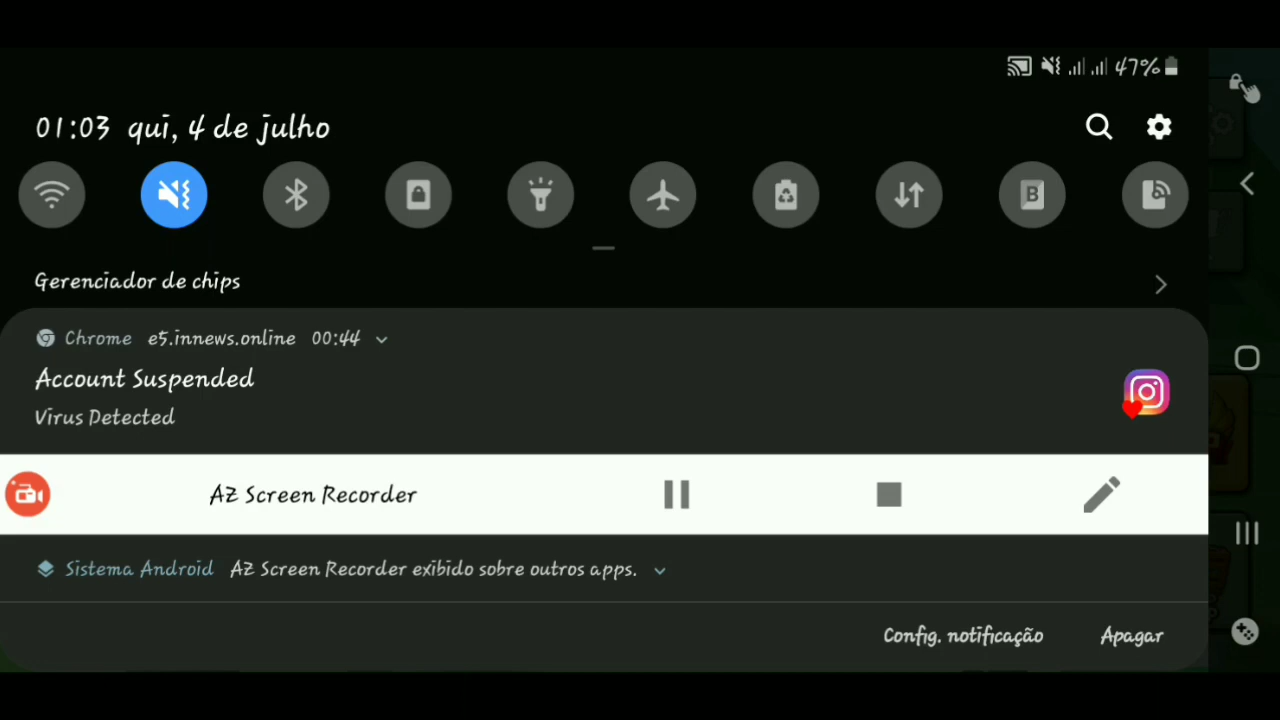 47%
01:03 qui, 4 de julho
B
Gerenciador de chips
Chrome e5.innews.online 00:44
Account Suspended
Virus Detected
AZ Screen Recorder
Sistema Android AZ Screen Recorder exibido sobre outros apps.
Config. notificação Apagar